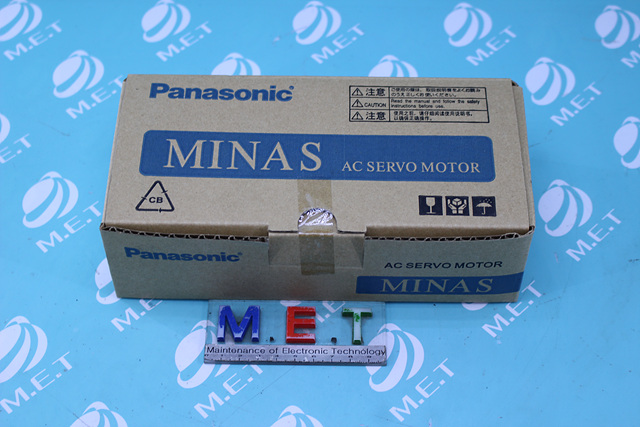 Panasonic
注意
CAUTION
Read the manual and follow the safety
instructions before use.
注意
MINAS AC SERVO MOTOR
CB
Panasonic
AC SERVO MOTOR
MINAS
M.E.T
Maintenance of Electronic Technology
M.E.T
M.E.T
M.E.T
M.E.T
M.E.T
M.E.T
M.E.T